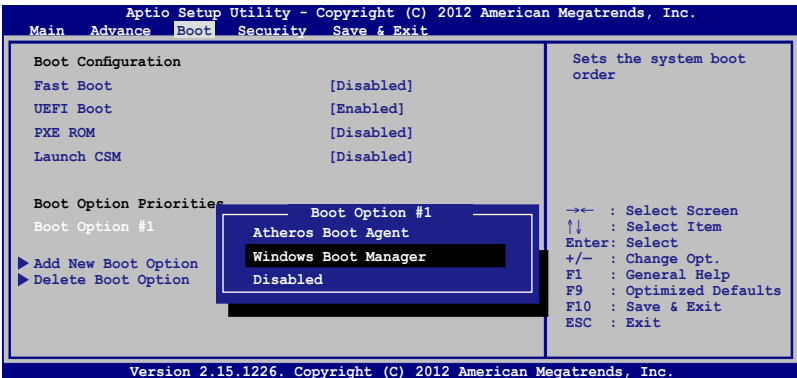 Aptio Setup Utility - Copyright (C) 2012 American Megatrends, Inc.
Main Advance Boot Security Save & Exit
Boot Configuration
Fast Boot [Disabled]
UEFI Boot [Enabled]
PXE ROM [Disabled]
Launch CSM [Disabled]
Boot Option Priorities
Boot Option #1
Add New Boot Option
Delete Boot Option
Boot Option #1
Atheros Boot Agent
Windows Boot Manager
Disabled
Sets the system boot
order
→← : Select Screen
↑↓ : Select Item
Enter: Select
+/— : Change Opt.
F1 : General Help
F9 : Optimized Defaults
F10 : Save & Exit
ESC : Exit
Version 2.15.1226. Copyright (C) 2012 American Megatrends, Inc.